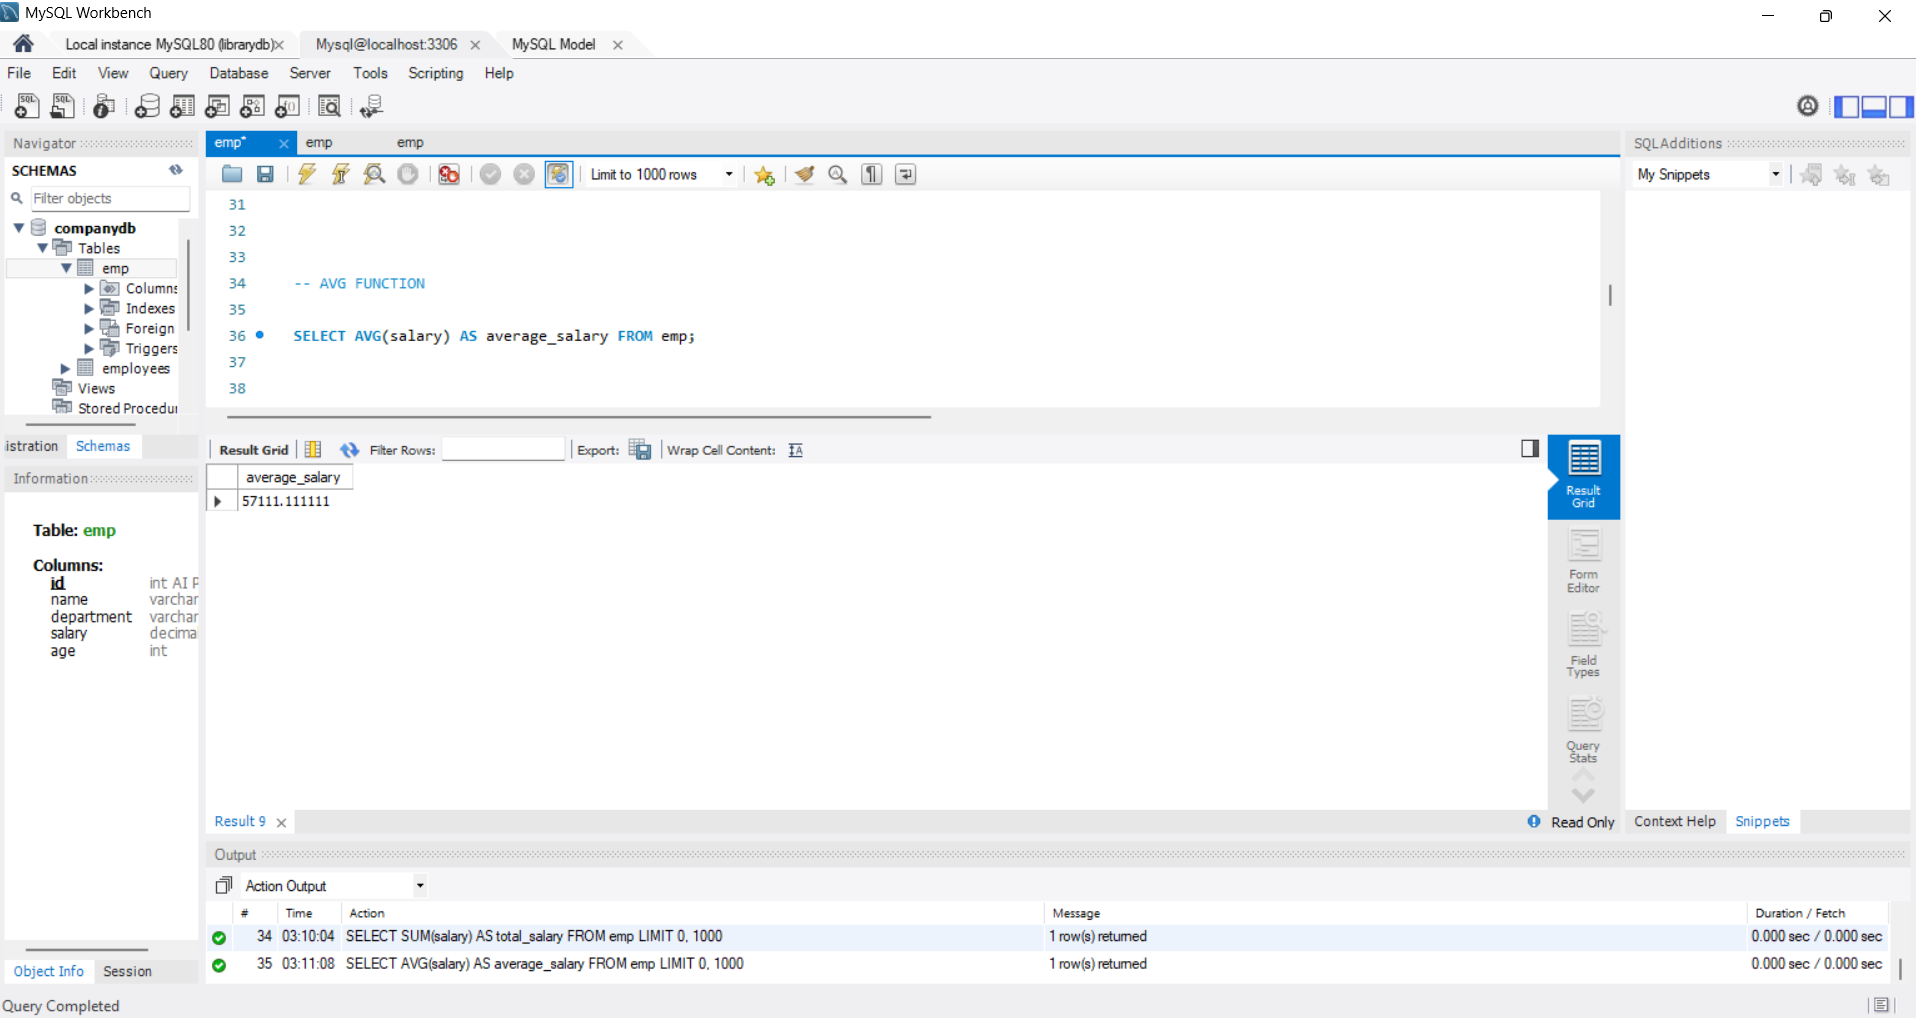 MySQL Workbench
Local instance MySQL80 (librarydb)
Mysql@localhost:3306
MySQL Model
File Edit View Query Database Server Tools Scripting Help
Navigator
SCHEMAS
Filter objects
companydb
Tables
emp
Columns
Indexes
Foreign
Triggers
employees
Views
Stored Procedu
istration Schemas
Information
Table: emp
Columns:
id int AI P
name varchar
department varchar
salary decima
age int
Object Info Session
emp* emp emp
Limit to 1000 rows
31
32
33
34 -- AVG FUNCTION
35
36 SELECT AVG(salary) AS average_salary FROM emp;
37
38
Result Grid Filter Rows: Export: Wrap Cell Content:
average_salary
57111.111111
Result Grid
Form Editor
Field Types
Query Stats
Result 9
Read Only
SQLAdditions
My Snippets
Context Help Snippets
Output
Action Output
# Time Action Message Duration / Fetch
34 03:10:04 SELECT SUM(salary) AS total_salary FROM emp LIMIT 0, 1000 1 row(s) returned 0.000 sec / 0.000 sec
35 03:11:08 SELECT AVG(salary) AS average_salary FROM emp LIMIT 0, 1000 1 row(s) returned 0.000 sec / 0.000 sec
Query Completed